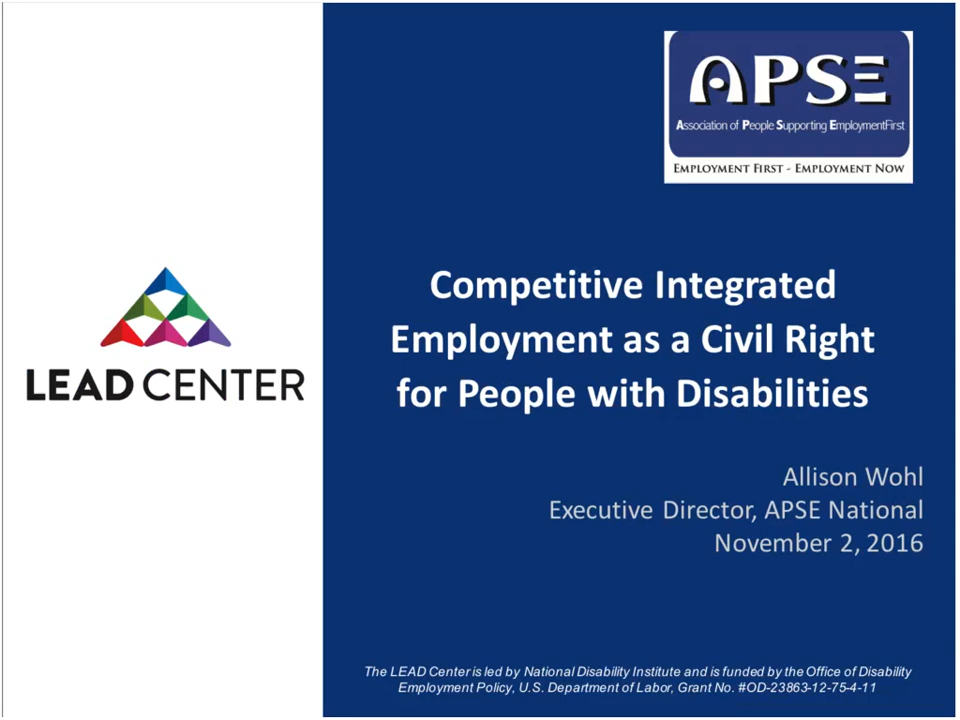 APSE
Association of People Supporting EmploymentFirst
EMPLOYMENT FIRST - EMPLOYMENT NOW
LEAD CENTER
Competitive Integrated
Employment as a Civil Right
for People with Disabilities
Allison Wohl
Executive Director, APSE National
November 2, 2016
The LEAD Center is led by National Disability Institute and is funded by the Office of Disability
Employment Policy, U.S. Department of Labor, Grant No. #OD-23863-12-75-4-11